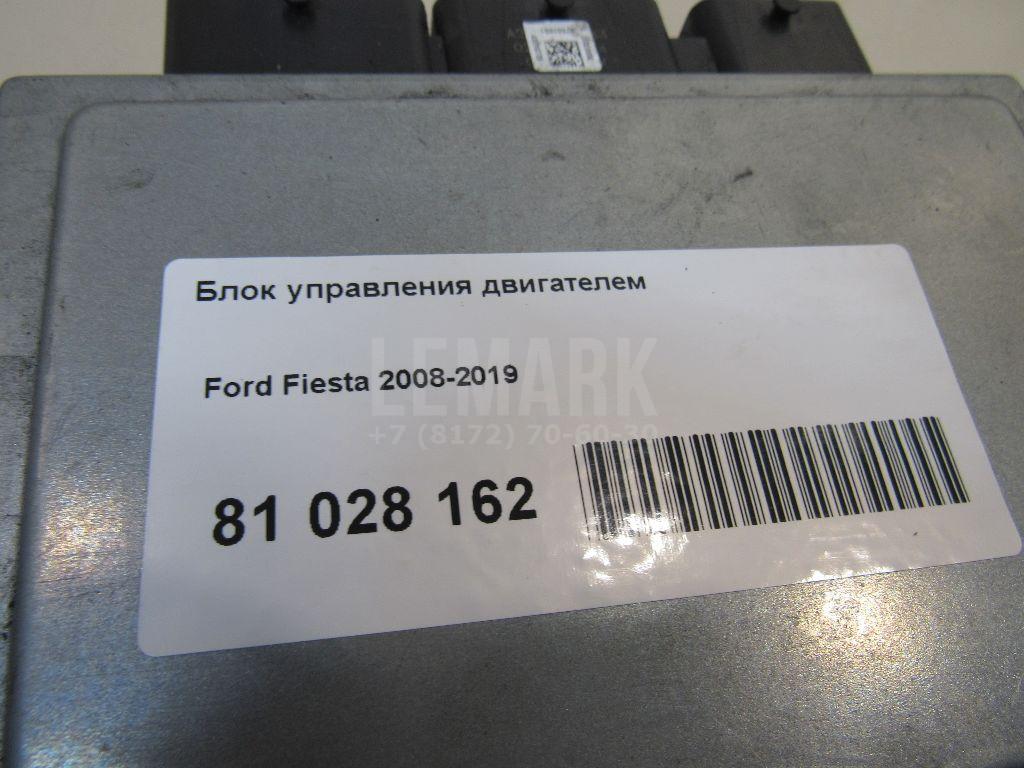 Блок управления двигателем
Ford Fiesta 2008-2019
LEMARK
+7 (8172) 70-60-30
81 028 162